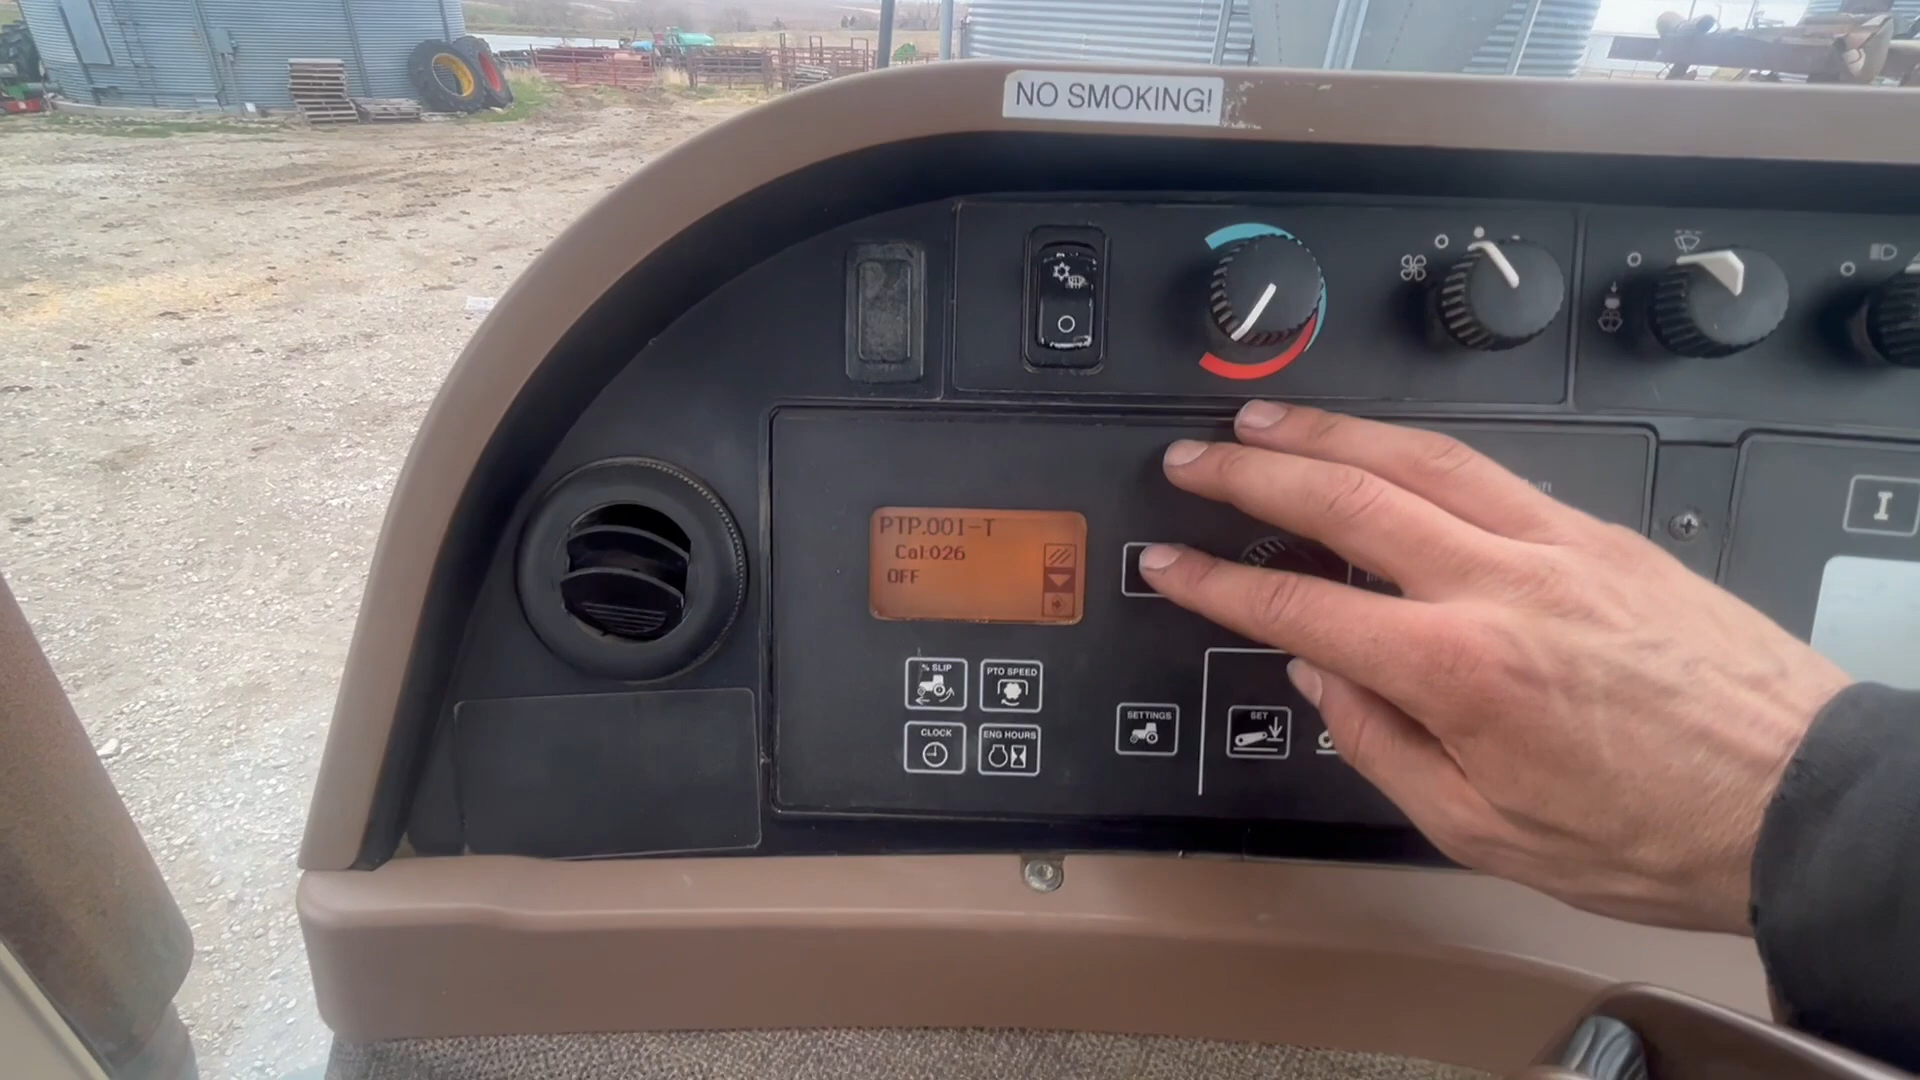 NO SMOKING!
PTP.001-T
Cal:026
OFF
% SLIP
PTO SPEED
CLOCK
ENG HOURS
SETTINGS
SET
I